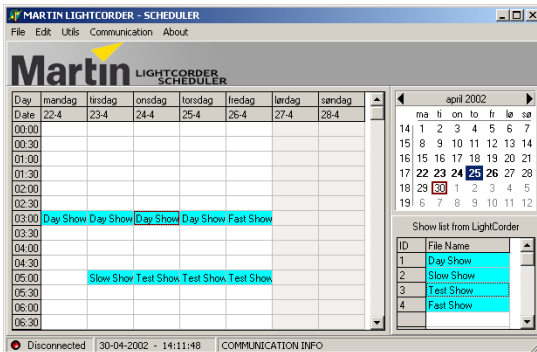 MARTIN LIGHTCORDER - SCHEDULER
File Edit Utils Communication About
Martin LIGHTCORDER
SCHEDULER
Day mandag tirsdag onsdag torsdag fredag lørdag søndag
Date 22-4 23-4 24-4 25-4 26-4 27-4 28-4
00:00
00:30
01:00
01:30
02:00
02:30
03:00 Day Show Day Show Day Show Day Show Fast Show
03:30
04:00
04:30
05:00 Slow Shov Test Show Test Show Test Show
05:30
06:00
06:30
april 2002
ma ti on to fr lø sø
14 1 2 3 4 5 6 7
15 8 9 10 11 12 13 14
16 15 16 17 18 19 20 21
17 22 23 24 25 26 27 28
18 29 30 1 2 3 4 5
19 6 7 8 9 10 11 12
Show list from LightCorder
ID File Name
1 Day Show
2 Slow Show
3 Test Show
4 Fast Show
Disconnected 30-04-2002 - 14:11:48 COMMUNICATION INFO